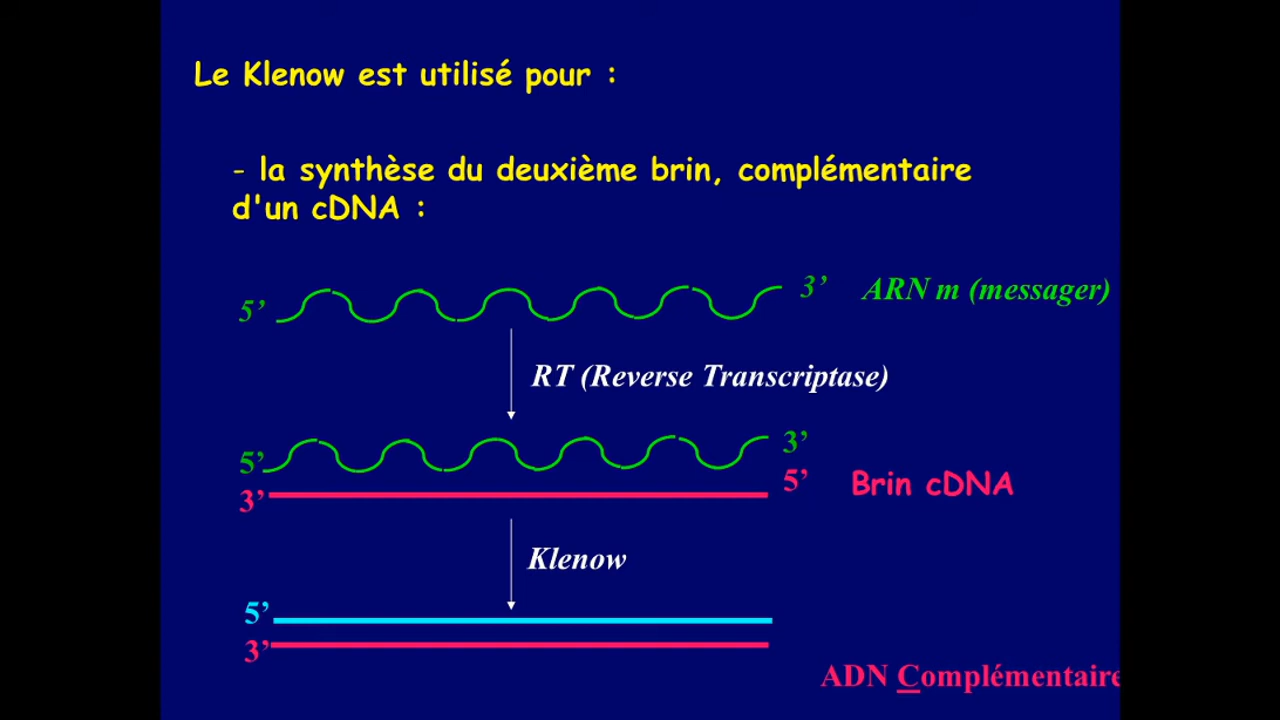 Le Klenow est utilisé pour :
- la synthèse du deuxième brin, complémentaire
d'un cDNA :
5’ 3’ ARN m (messager)
RT (Reverse Transcriptase)
5’ 3’
3’ 5’ Brin cDNA
Klenow
5’
3’
ADN Complémentaire